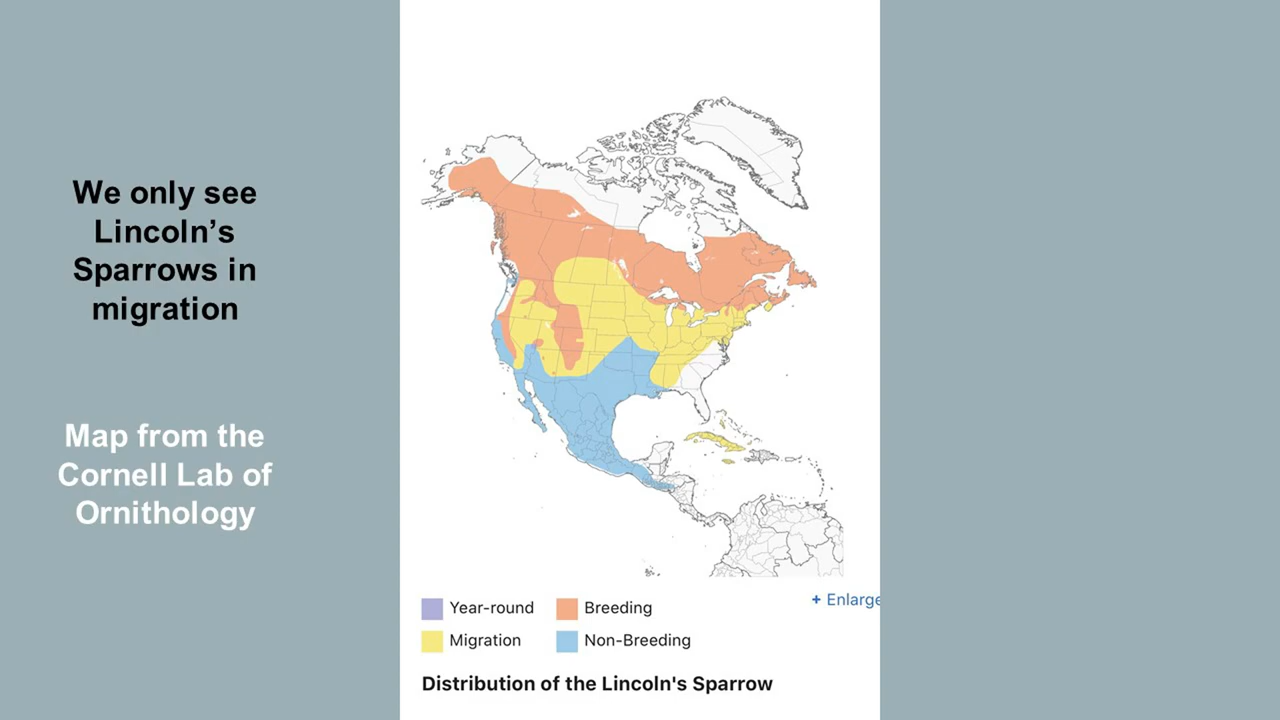 We only see
Lincoln’s
Sparrows in
migration
Map from the
Cornell Lab of
Ornithology
+ Enlarge
Year-round
Breeding
Migration
Non-Breeding
Distribution of the Lincoln's Sparrow